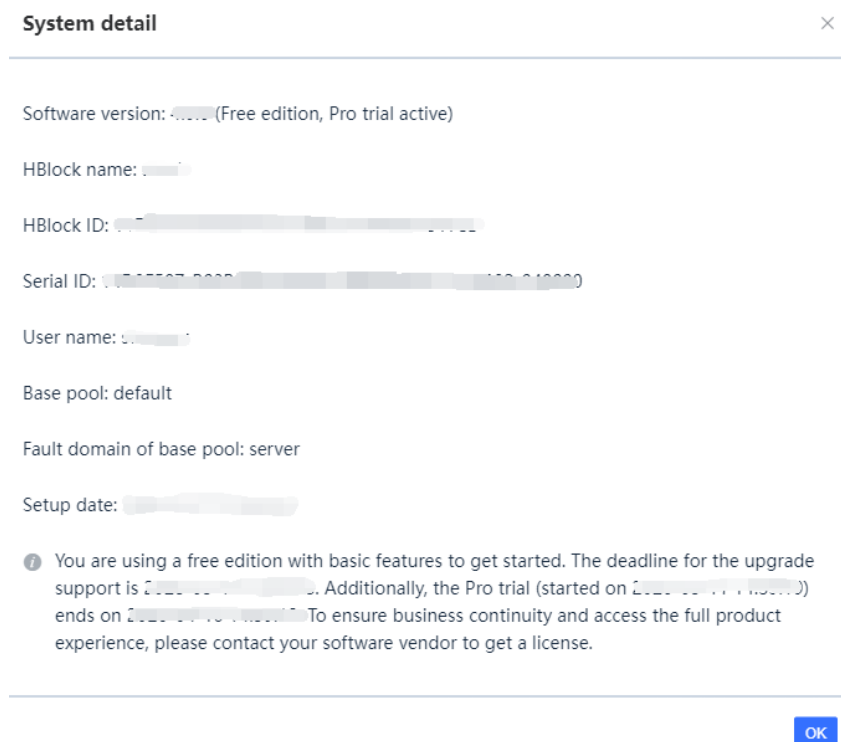 System detail
Software version: (Free edition, Pro trial active)
HBlock name:
HBlock ID:
Serial ID:
User name:
Base pool: default
Fault domain of base pool: server
Setup date:
You are using a free edition with basic features to get started. The deadline for the upgrade
support is . Additionally, the Pro trial (started on )
ends on To ensure business continuity and access the full product
experience, please contact your software vendor to get a license.
OK